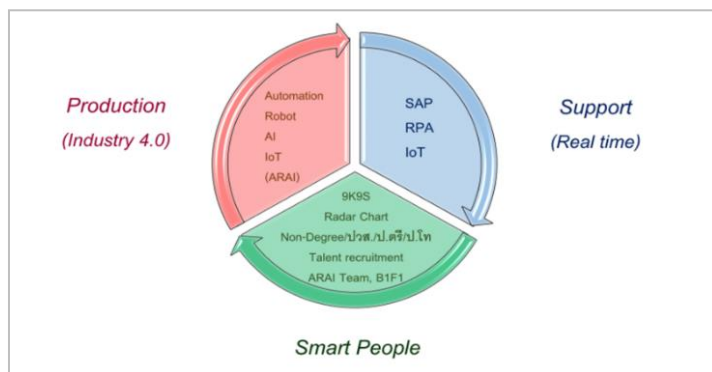 Production
(Industry 4.0)
Automation
Robot
AI
IoT
(ARAI)
SAP
RPA
IoT
Support
(Real time)
9K9S
Radar Chart
Non-Degree/ปวส./ป.ตรี/ป.โท
Talent recruitment
ARAI Team, B1F1
Smart People